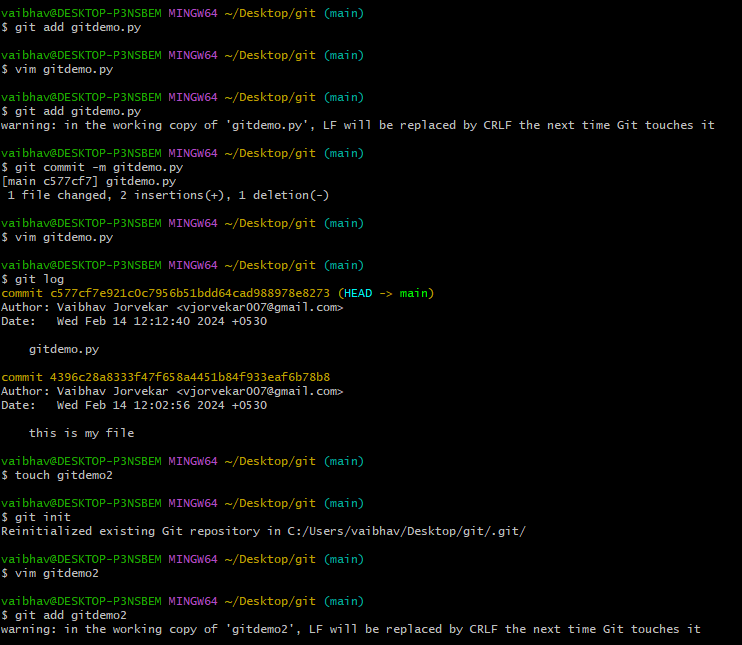 vaibhav@DESKTOP-P3NSBEM MINGW64 ~/Desktop/git (main)
$ git add gitdemo.py
vaibhav@DESKTOP-P3NSBEM MINGW64 ~/Desktop/git (main)
$ vim gitdemo.py
vaibhav@DESKTOP-P3NSBEM MINGW64 ~/Desktop/git (main)
$ git add gitdemo.py
warning: in the working copy of 'gitdemo.py', LF will be replaced by CRLF the next time Git touches it
vaibhav@DESKTOP-P3NSBEM MINGW64 ~/Desktop/git (main)
$ git commit -m gitdemo.py
[main c577cf7] gitdemo.py
 1 file changed, 2 insertions(+), 1 deletion(-)
vaibhav@DESKTOP-P3NSBEM MINGW64 ~/Desktop/git (main)
$ vim gitdemo.py
vaibhav@DESKTOP-P3NSBEM MINGW64 ~/Desktop/git (main)
$ git log
commit c577cf7e921c0c7956b51bdd64cad988978e8273 (HEAD -> main)
Author: Vaibhav Jorvekar <vjorvekar007@gmail.com>
Date:   Wed Feb 14 12:12:40 2024 +0530
    gitdemo.py
commit 4396c28a8333f47f658a4451b84f933eaf6b78b8
Author: Vaibhav Jorvekar <vjorvekar007@gmail.com>
Date:   Wed Feb 14 12:02:56 2024 +0530
    this is my file
vaibhav@DESKTOP-P3NSBEM MINGW64 ~/Desktop/git (main)
$ touch gitdemo2
vaibhav@DESKTOP-P3NSBEM MINGW64 ~/Desktop/git (main)
$ git init
Reinitialized existing Git repository in C:/Users/vaibhav/Desktop/git/.git/
vaibhav@DESKTOP-P3NSBEM MINGW64 ~/Desktop/git (main)
$ vim gitdemo2
vaibhav@DESKTOP-P3NSBEM MINGW64 ~/Desktop/git (main)
$ git add gitdemo2
warning: in the working copy of 'gitdemo2', LF will be replaced by CRLF the next time Git touches it